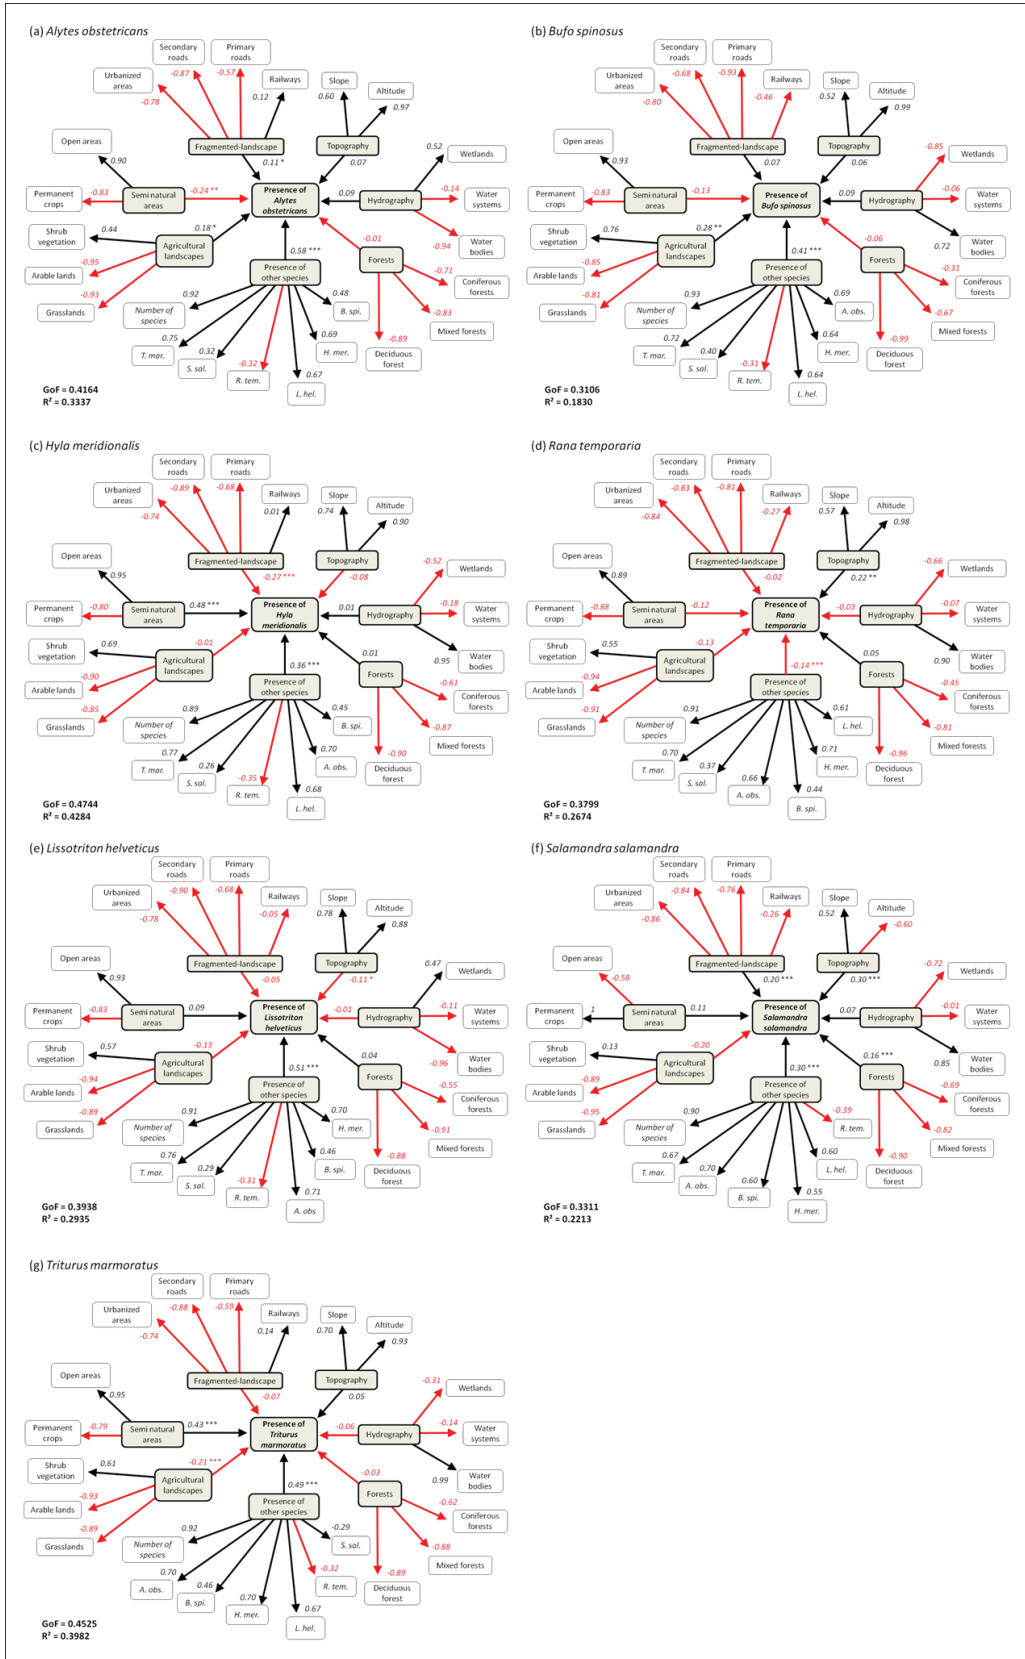 (a) Alytes obstetricans
Secondary
roads
Primary
roads
Urbanized
areas
Railways
Slope
Altitude
-0.78
-0.87
-0.57
0.12
0.60
0.97
Open areas
Fragmented-landscape
Topography
Wetlands
0.90
0.11 *
0.07
0.52
Permanent
crops
-0.83
Semi natural
areas
-0.24 **
Presence of
Alytes
obstetricans
0.09
Hydrography
-0.14
Water
systems
Shrub
vegetation
0.44
0.18 *
Agricultural
landscapes
-0.94
Water
bodies
Arable lands
-0.95
0.58 ***
-0.01
Forests
Grasslands
-0.93
Presence of
other species
-0.71
Coniferous
forests
Number of
species
0.92
0.48
B. spi.
-0.83
Mixed forests
T. mar.
0.75
S. sal.
0.32
R. tem.
-0.32
L. hel.
0.67
H. mer.
0.69
-0.89
Deciduous
forest
GoF = 0.4164
R² = 0.3337
(b) Bufo spinosus
Secondary
roads
Primary
roads
Urbanized
areas
Railways
Slope
Altitude
-0.80
-0.68
-0.93
-0.46
0.52
0.99
Open areas
Fragmented-landscape
Topography
Wetlands
0.93
0.07
0.06
-0.85
Permanent
crops
-0.83
Semi natural
areas
-0.13
Presence of
Bufo spinosus
0.09
Hydrography
-0.06
Water
systems
Shrub
vegetation
0.76
0.28 **
Agricultural
landscapes
0.72
Water
bodies
Arable lands
-0.85
0.41 ***
-0.06
Forests
Grasslands
-0.81
Presence of
other species
-0.31
Coniferous
forests
Number of
species
0.93
0.69
A. obs.
-0.67
Mixed forests
T. mar.
0.72
S. sal.
0.40
R. tem.
-0.31
L. hel.
0.64
H. mer.
0.64
-0.99
Deciduous
forest
GoF = 0.3106
R² = 0.1830
(c) Hyla meridionalis
Secondary
roads
Primary
roads
Urbanized
areas
Railways
Slope
Altitude
-0.74
-0.89
-0.68
0.01
0.74
0.90
Open areas
Fragmented-landscape
Topography
Wetlands
0.95
-0.27 ***
-0.08
-0.52
Permanent
crops
-0.80
Semi natural
areas
0.48 ***
Presence of
Hyla
meridionalis
0.01
Hydrography
-0.18
Water
systems
Shrub
vegetation
0.69
-0.01
Agricultural
landscapes
0.95
Water
bodies
Arable lands
-0.90
0.36 ***
0.01
Forests
Grasslands
-0.85
Presence of
other species
-0.61
Coniferous
forests
Number of
species
0.89
0.45
B. spi.
-0.87
Mixed forests
T. mar.
0.77
S. sal.
0.26
R. tem.
-0.35
L. hel.
0.68
A. obs.
0.70
-0.90
Deciduous
forest
GoF = 0.4744
R² = 0.4284
(d) Rana temporaria
Secondary
roads
Primary
roads
Urbanized
areas
Railways
Slope
Altitude
-0.84
-0.83
-0.81
-0.27
0.57
0.98
Open areas
Fragmented-landscape
Topography
Wetlands
0.89
-0.02
0.22 **
-0.66
Permanent
crops
-0.88
Semi natural
areas
-0.12
Presence of
Rana
temporaria
-0.03
Hydrography
-0.07
Water
systems
Shrub
vegetation
0.55
-0.13
Agricultural
landscapes
0.90
Water
bodies
Arable lands
-0.94
-0.14 ***
0.05
Forests
Grasslands
-0.91
Presence of
other species
-0.45
Coniferous
forests
Number of
species
0.91
0.61
L. hel.
-0.81
Mixed forests
T. mar.
0.70
S. sal.
0.37
A. obs.
0.66
B. spi.
0.44
H. mer.
0.71
-0.96
Deciduous
forest
GoF = 0.3799
R² = 0.2674
(e) Lissotriton helveticus
Secondary
roads
Primary
roads
Urbanized
areas
Railways
Slope
Altitude
-0.78
-0.90
-0.68
-0.05
0.78
0.88
Open areas
Fragmented-landscape
Topography
Wetlands
0.93
-0.05
-0.11 *
0.47
Permanent
crops
-0.83
Semi natural
areas
0.09
Presence of
Lissotriton
helveticus
-0.01
Hydrography
-0.11
Water
systems
Shrub
vegetation
0.57
-0.13
Agricultural
landscapes
-0.96
Water
bodies
Arable lands
-0.94
0.51 ***
0.04
Forests
Grasslands
-0.89
Presence of
other species
-0.55
Coniferous
forests
Number of
species
0.91
0.70
H. mer.
-0.91
Mixed forests
T. mar.
0.76
S. sal.
0.29
R. tem.
-0.31
A. obs
0.71
B. spi.
0.46
-0.88
Deciduous
forest
GoF = 0.3938
R² = 0.2935
(f) Salamandra salamandra
Secondary
roads
Primary
roads
Urbanized
areas
Railways
Slope
Altitude
-0.86
-0.84
-0.76
-0.26
0.52
-0.60
Open areas
Fragmented-landscape
Topography
Wetlands
-0.58
0.20 ***
0.30 ***
-0.72
Permanent
crops
1
Semi natural
areas
0.11
Presence of
Salamandra
salamandra
0.07
Hydrography
-0.01
Water
systems
Shrub
vegetation
0.13
-0.20
Agricultural
landscapes
0.85
Water
bodies
Arable lands
-0.89
0.30 ***
0.16 ***
Forests
Grasslands
-0.95
Presence of
other species
-0.69
Coniferous
forests
Number of
species
0.90
-0.39
R. tem.
-0.82
Mixed forests
T. mar.
0.67
A. obs.
0.70
B. spi.
0.60
H. mer.
0.55
L. hel.
0.60
-0.90
Deciduous
forest
GoF = 0.3311
R² = 0.2213
(g) Triturus marmoratus
Secondary
roads
Primary
roads
Urbanized
areas
Railways
Slope
Altitude
-0.74
-0.88
-0.59
0.14
0.70
0.93
Open areas
Fragmented-landscape
Topography
Wetlands
0.95
-0.07
0.05
-0.31
Permanent
crops
-0.79
Semi natural
areas
0.43 ***
Presence of
Triturus
marmoratus
-0.06
Hydrography
-0.14
Water
systems
Shrub
vegetation
0.61
-0.21 ***
Agricultural
landscapes
0.99
Water
bodies
Arable lands
-0.93
0.49 ***
-0.03
Forests
Grasslands
-0.89
Presence of
other species
-0.62
Coniferous
forests
Number of
species
0.92
-0.29
S. sal.
-0.88
Mixed forests
A. obs.
0.70
B. spi.
0.46
H. mer.
0.70
L. hel.
0.67
R. tem.
-0.32
-0.89
Deciduous
forest
GoF = 0.4525
R² = 0.3982